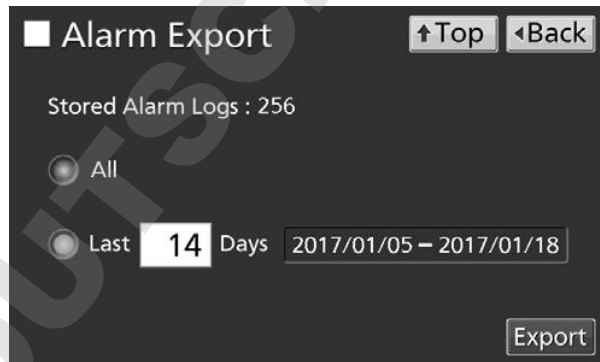 Alarm Export
↑Top
◂Back
Stored Alarm Logs : 256
All
Last 14 Days 2017/01/05 – 2017/01/18
Export